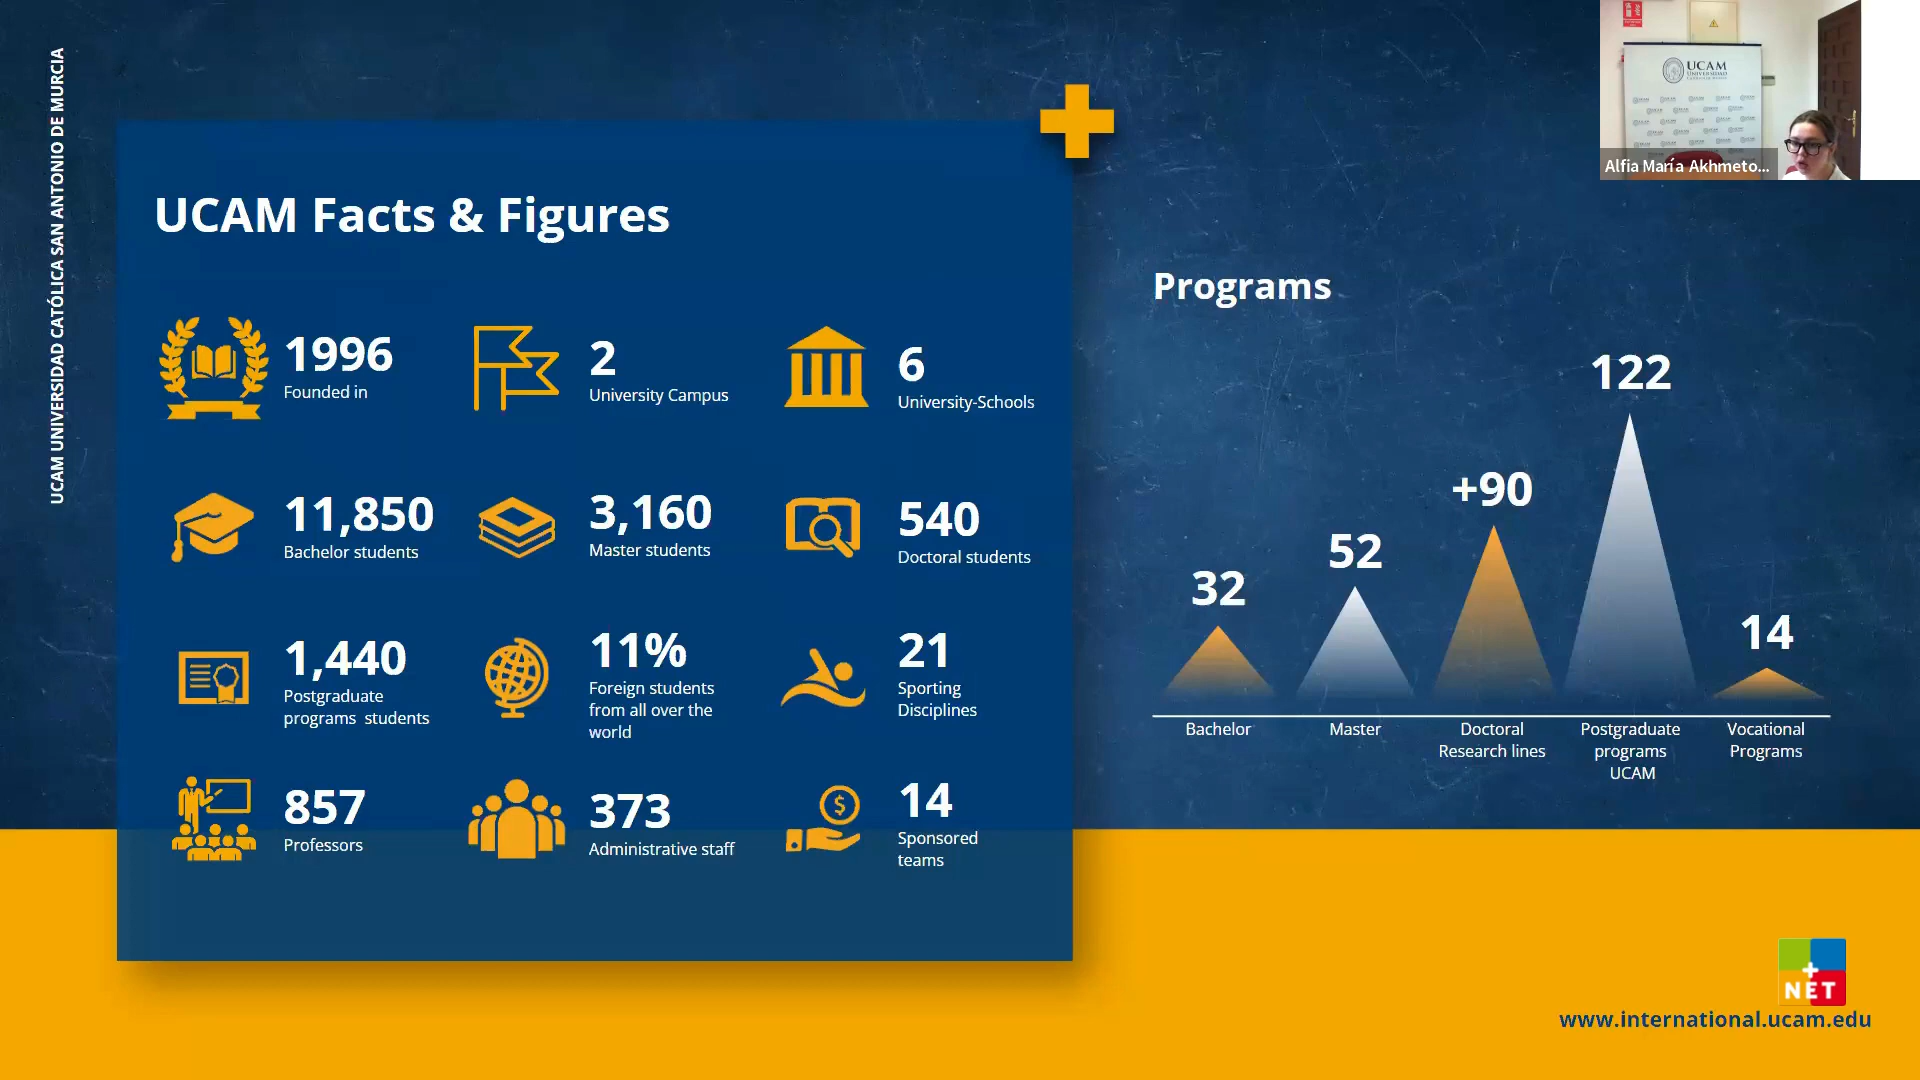 UCAM UNIVERSIDAD CATÓLICA SAN ANTONIO DE MURCIA
UCAM Facts & Figures
1996
Founded in
2
University Campus
6
University-Schools
11,850
Bachelor students
3,160
Master students
540
Doctoral students
1,440
Postgraduate
programs students
11%
Foreign students
from all over the
world
21
Sporting
Disciplines
857
Professors
373
Administrative staff
14
Sponsored
teams
Programs
32
52
+90
122
14
Bachelor
Master
Doctoral
Research lines
Postgraduate
programs
UCAM
Vocational
Programs
UCAM
UNIVERSIDAD
Alfia María Akhmeto...
+
NET
www.international.ucam.edu